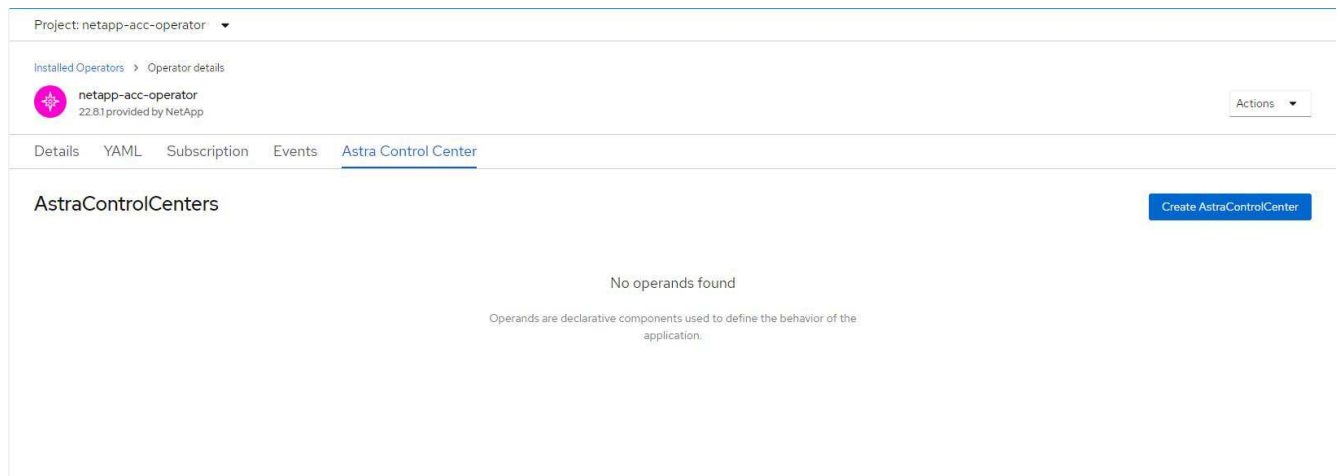 Project: netapp-acc-operator
Installed Operators > Operator details
netapp-acc-operator
22.8.1 provided by NetApp
Actions
Details YAML Subscription Events Astra Control Center
AstraControlCenters
Create AstraControlCenter
No operands found
Operands are declarative components used to define the behavior of the
application.